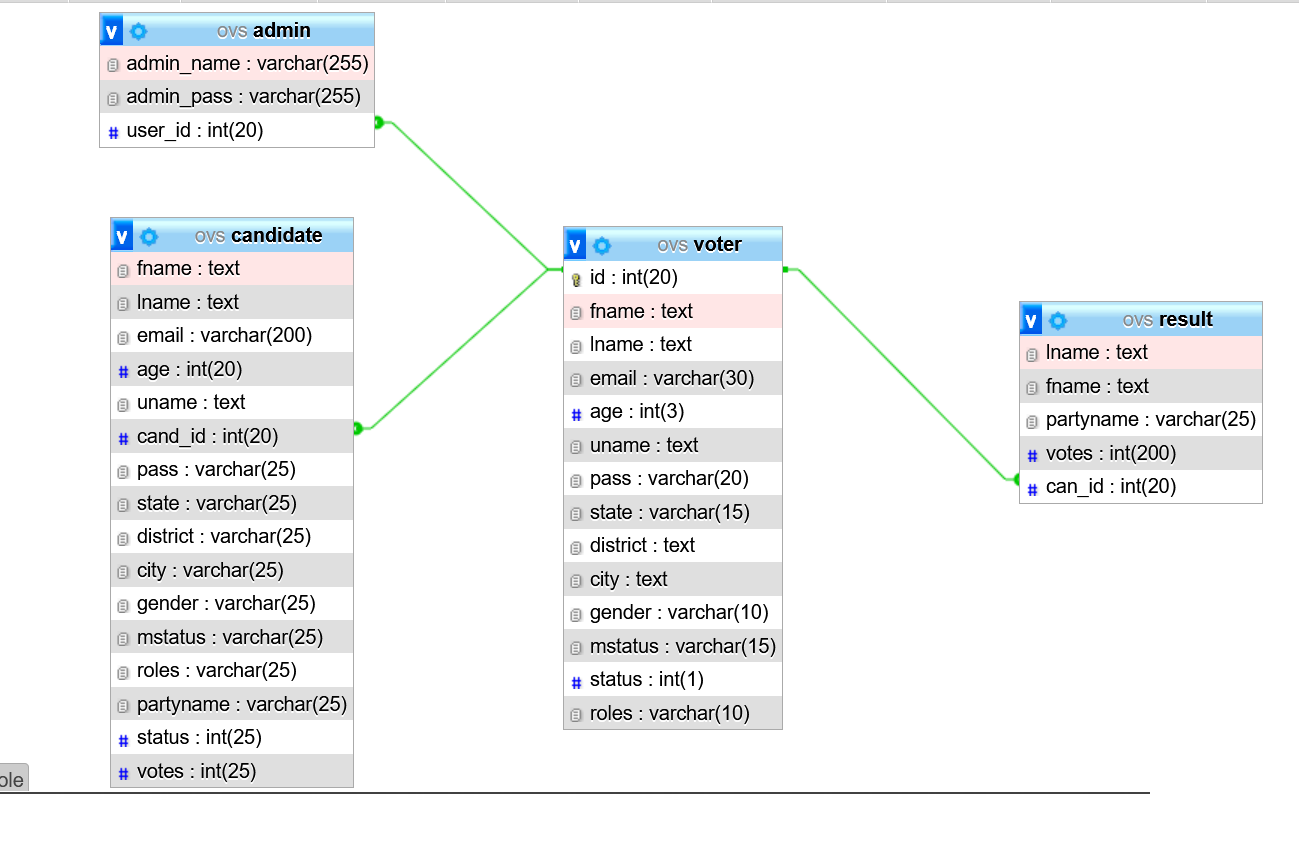 v ovs admin
admin_name : varchar(255)
admin_pass : varchar(255)
# user_id : int(20)
v ovs candidate
fname : text
lname : text
email : varchar(200)
# age : int(20)
uname : text
# cand_id : int(20)
pass : varchar(25)
state : varchar(25)
district : varchar(25)
city : varchar(25)
gender : varchar(25)
mstatus : varchar(25)
roles : varchar(25)
partyname : varchar(25)
# status : int(25)
# votes : int(25)
v ovs voter
id : int(20)
fname : text
lname : text
email : varchar(30)
# age : int(3)
uname : text
pass : varchar(20)
state : varchar(15)
district : text
city : text
gender : varchar(10)
mstatus : varchar(15)
# status : int(1)
roles : varchar(10)
v ovs result
lname : text
fname : text
partyname : varchar(25)
# votes : int(200)
# can_id : int(20)
ole